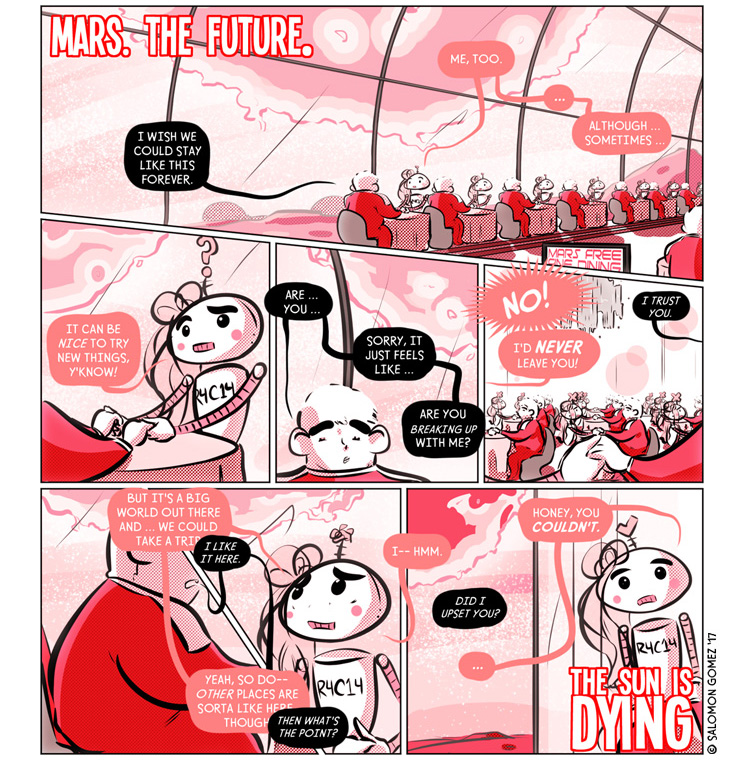 MARS. THE FUTURE.
I WISH WE
COULD STAY
LIKE THIS
FOREVER.
ME, TOO.
...
ALTHOUGH ...
SOMETIMES ...
MARS FREE
FINE DINING
?
IT CAN BE
NICE TO TRY
NEW THINGS,
Y'KNOW!
R4C14
ARE ...
YOU ...
SORRY, IT
JUST FEELS
LIKE ...
ARE YOU
BREAKING UP
WITH ME?
NO!
I'D NEVER
LEAVE YOU!
I TRUST
YOU.
BUT IT'S A BIG
WORLD OUT THERE
AND ... WE COULD
TAKE A TRIP
I LIKE
IT HERE.
YEAH, SO DO--
OTHER PLACES ARE
SORTA LIKE HERE
THOUGH
THEN WHAT'S
THE POINT?
R4C14
I-- HMM.
DID I
UPSET YOU?
...
HONEY, YOU
COULDN'T.
R4C14
THE SUN IS
DYING
© SALOMON GOMEZ '17